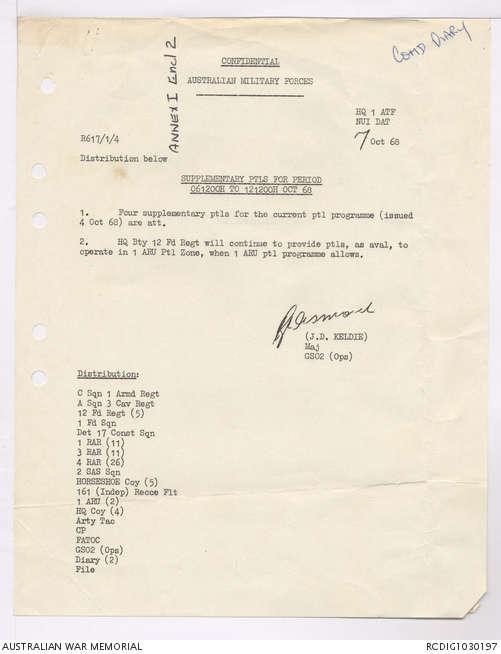 COMD DIARY
ANNEX I Encl 2
CONFIDENTIAL
AUSTRALIAN MILITARY FORCES
HQ 1 ATF
NUI DAT
7 Oct 68
R617/1/4
Distribution below
SUPPLEMENTARY PTLS FOR PERIOD
061200H TO 121200H OCT 68
1. Four supplementary ptls for the current ptl programme (issued
4 Oct 68) are att.
2. HQ Bty 12 Fd Regt will continue to provide ptls, as aval, to
operate in 1 ARU Ptl Zone, when 1 ARU ptl programme allows.
(J.D. KELDIE)
Maj
GSO2 (Ops)
Distribution:
C Sqn 1 Armd Regt
A Sqn 3 Cav Regt
12 Fd Regt (5)
1 Fd Sqn
Det 17 Const Sqn
1 RAR (11)
3 RAR (11)
4 RAR (26)
2 SAS Sqn
HORSESHOE Coy (5)
161 (Indep) Recce Flt
1 ARU (2)
HQ Coy (4)
Arty Tac
CP
FATOC
GSO2 (Ops)
Diary (2)
File
AUSTRALIAN WAR MEMORIAL
RCDIG1030197